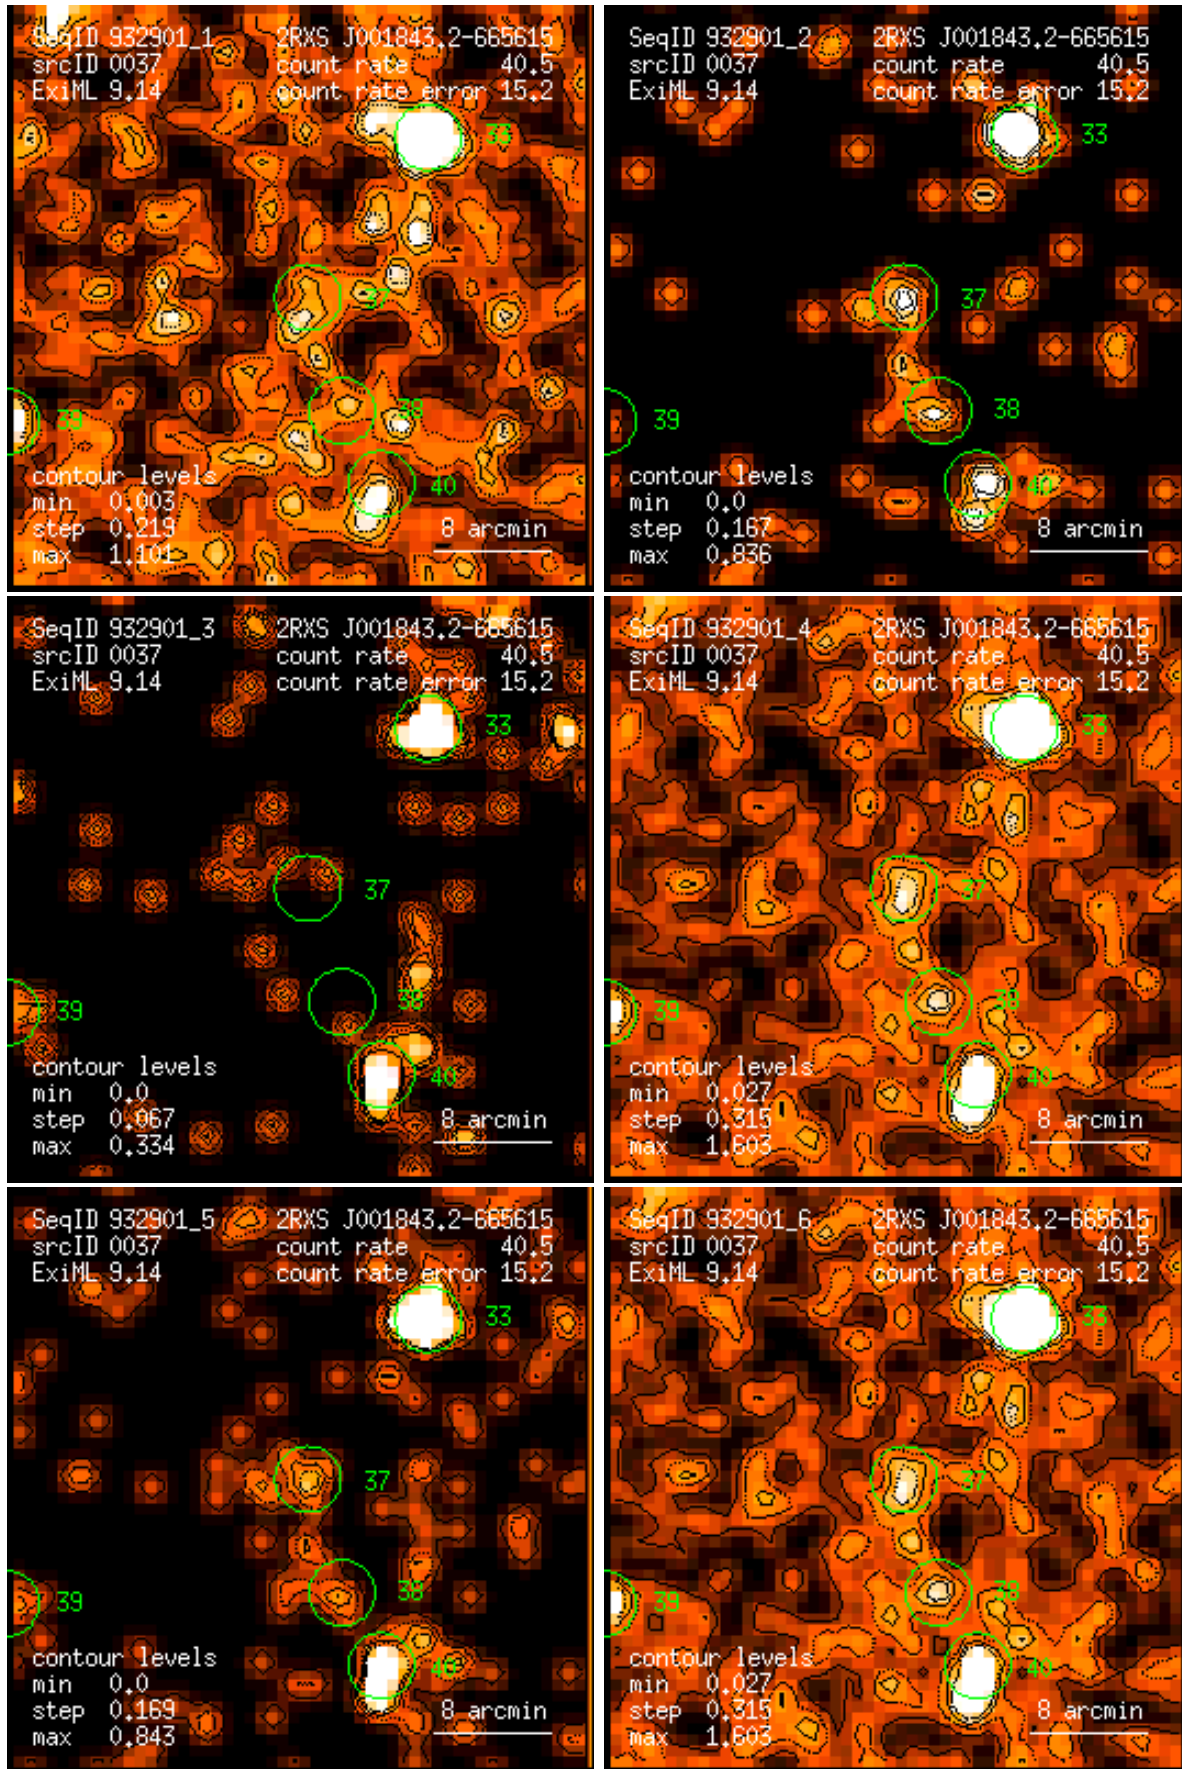 SeqID 932901_1 2RXS J001843.2-665615
srcID 0037 count rate 40.5
ExiML 9.14 count rate error 15.2
33
37
38
39
40
contour levels
min 0.003
step 0.219
max 1.101
8 arcmin
SeqID 932901_2 2RXS J001843.2-665615
srcID 0037 count rate 40.5
ExiML 9.14 count rate error 15.2
33
37
38
39
40
contour levels
min 0.0
step 0.167
max 0.836
8 arcmin
SeqID 932901_3 2RXS J001843.2-665615
srcID 0037 count rate 40.5
ExiML 9.14 count rate error 15.2
33
37
38
39
40
contour levels
min 0.0
step 0.067
max 0.334
8 arcmin
SeqID 932901_4 2RXS J001843.2-665615
srcID 0037 count rate 40.5
ExiML 9.14 count rate error 15.2
33
37
38
39
40
contour levels
min 0.027
step 0.315
max 1.603
8 arcmin
SeqID 932901_5 2RXS J001843.2-665615
srcID 0037 count rate 40.5
ExiML 9.14 count rate error 15.2
33
37
38
39
40
contour levels
min 0.0
step 0.169
max 0.843
8 arcmin
SeqID 932901_6 2RXS J001843.2-665615
srcID 0037 count rate 40.5
ExiML 9.14 count rate error 15.2
33
37
38
39
40
contour levels
min 0.027
step 0.315
max 1.603
8 arcmin